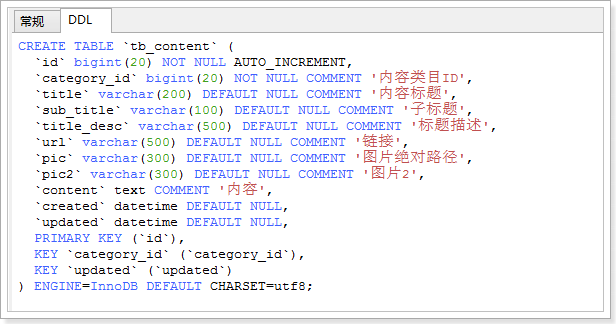 常规 DDL
CREATE TABLE `tb_content` (
  `id` bigint(20) NOT NULL AUTO_INCREMENT,
  `category_id` bigint(20) NOT NULL COMMENT '内容类目ID',
  `title` varchar(200) DEFAULT NULL COMMENT '内容标题',
  `sub_title` varchar(100) DEFAULT NULL COMMENT '子标题',
  `title_desc` varchar(500) DEFAULT NULL COMMENT '标题描述',
  `url` varchar(500) DEFAULT NULL COMMENT '链接',
  `pic` varchar(300) DEFAULT NULL COMMENT '图片绝对路径',
  `pic2` varchar(300) DEFAULT NULL COMMENT '图片2',
  `content` text COMMENT '内容',
  `created` datetime DEFAULT NULL,
  `updated` datetime DEFAULT NULL,
  PRIMARY KEY (`id`),
  KEY `category_id` (`category_id`),
  KEY `updated` (`updated`)
) ENGINE=InnoDB DEFAULT CHARSET=utf8;